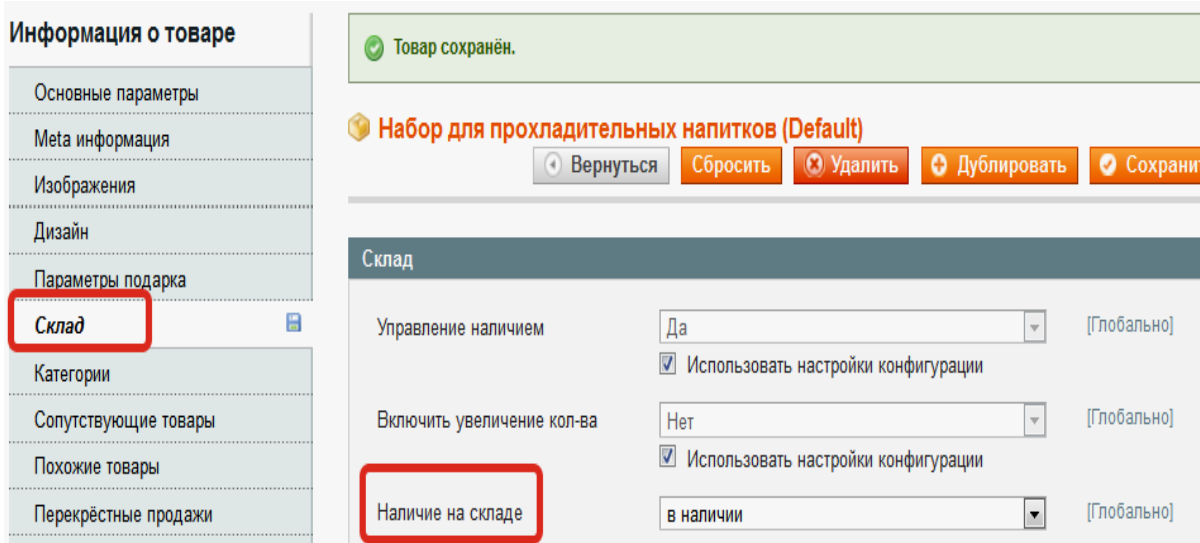 Информация о товаре
Основные параметры
Meta информация
Изображения
Дизайн
Параметры подарка
Склад
Категории
Сопутствующие товары
Похожие товары
Перекрёстные продажи
Товар сохранён.
Набор для прохладительных напитков (Default)
Вернуться Сбросить Удалить Дублировать Сохрани
Склад
Управление наличием Да [Глобально]
Использовать настройки конфигурации
Включить увеличение кол-ва Нет [Глобально]
Использовать настройки конфигурации
Наличие на складе в наличии [Глобально]